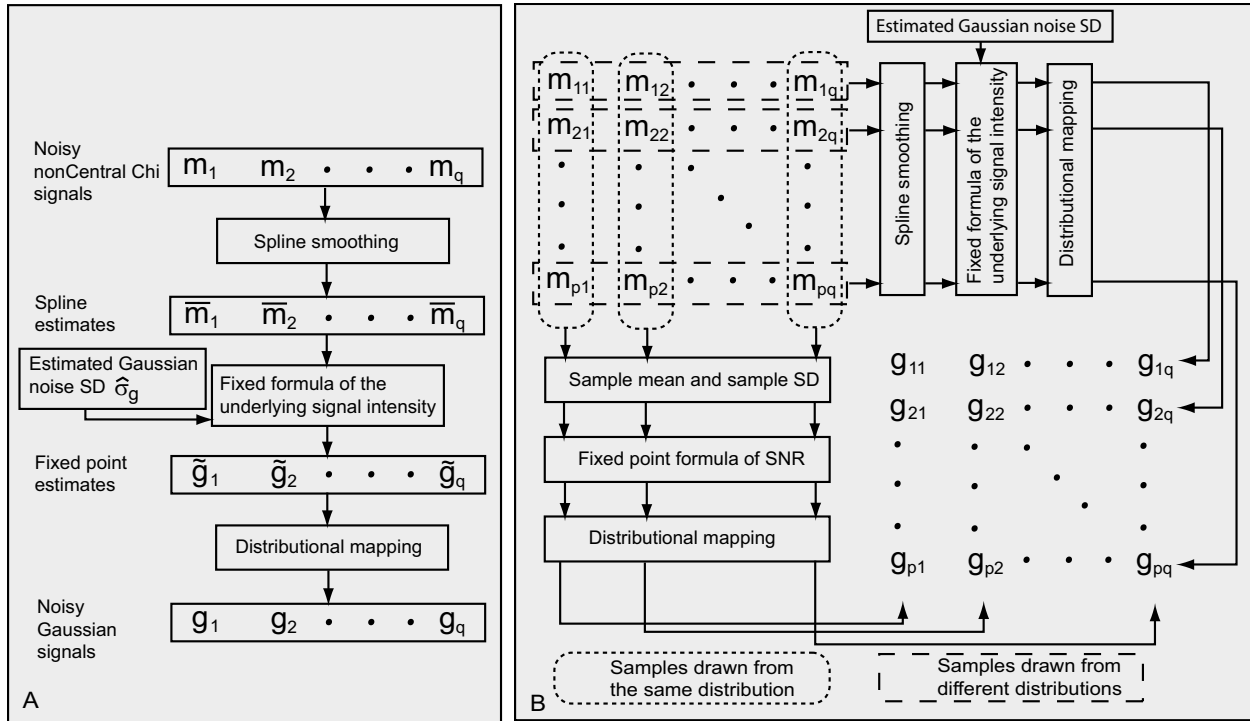 Noisy
nonCentral Chi
signals
m1 m2 · · · mq
Spline smoothing
Spline
estimates
m̅1 m̅2 · · · m̅q
Estimated Gaussian
noise SD σ̂g
Fixed formula of the
underlying signal intensity
Fixed point
estimates
g̃1 g̃2 · · · g̃q
Distributional mapping
Noisy
Gaussian
signals
g1 g2 · · · gq
A
Estimated Gaussian noise SD
m11 m12 · · · m1q
m21 m22 · · · m2q
mp1 mp2 · · · mpq
Spline smoothing
Fixed formula of the
underlying signal intensity
Distributional mapping
Sample mean and sample SD
Fixed point formula of SNR
Distributional mapping
g11 g12 · · · g1q
g21 g22 · · · g2q
gp1 gp2 · · · gpq
Samples drawn from
the same distribution
Samples drawn from
different distributions
B